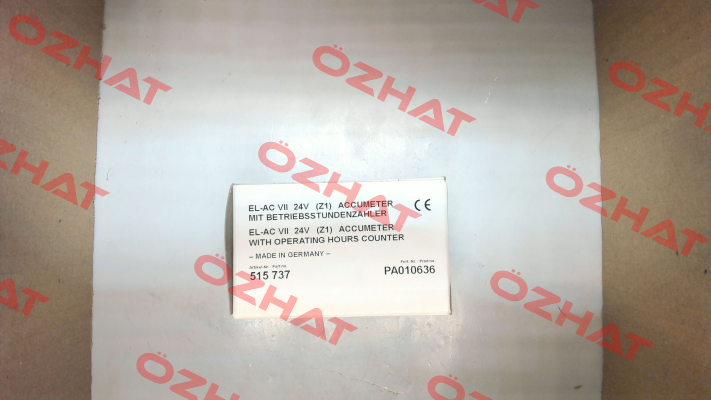 EL-AC VII 24V (Z1) ACCUMETER
MIT BETRIEBSSTUNDENZÄHLER
CE
EL-AC VII 24V (Z1) ACCUMETER
WITH OPERATING HOURS COUNTER
– MADE IN GERMANY –
515 737
PA010636
ÖZHAT
ÖZHAT
ÖZHAT
ÖZHAT
ÖZHAT
ÖZHAT
ÖZHAT
ÖZHAT
ÖZHAT
ÖZHAT
ÖZHAT